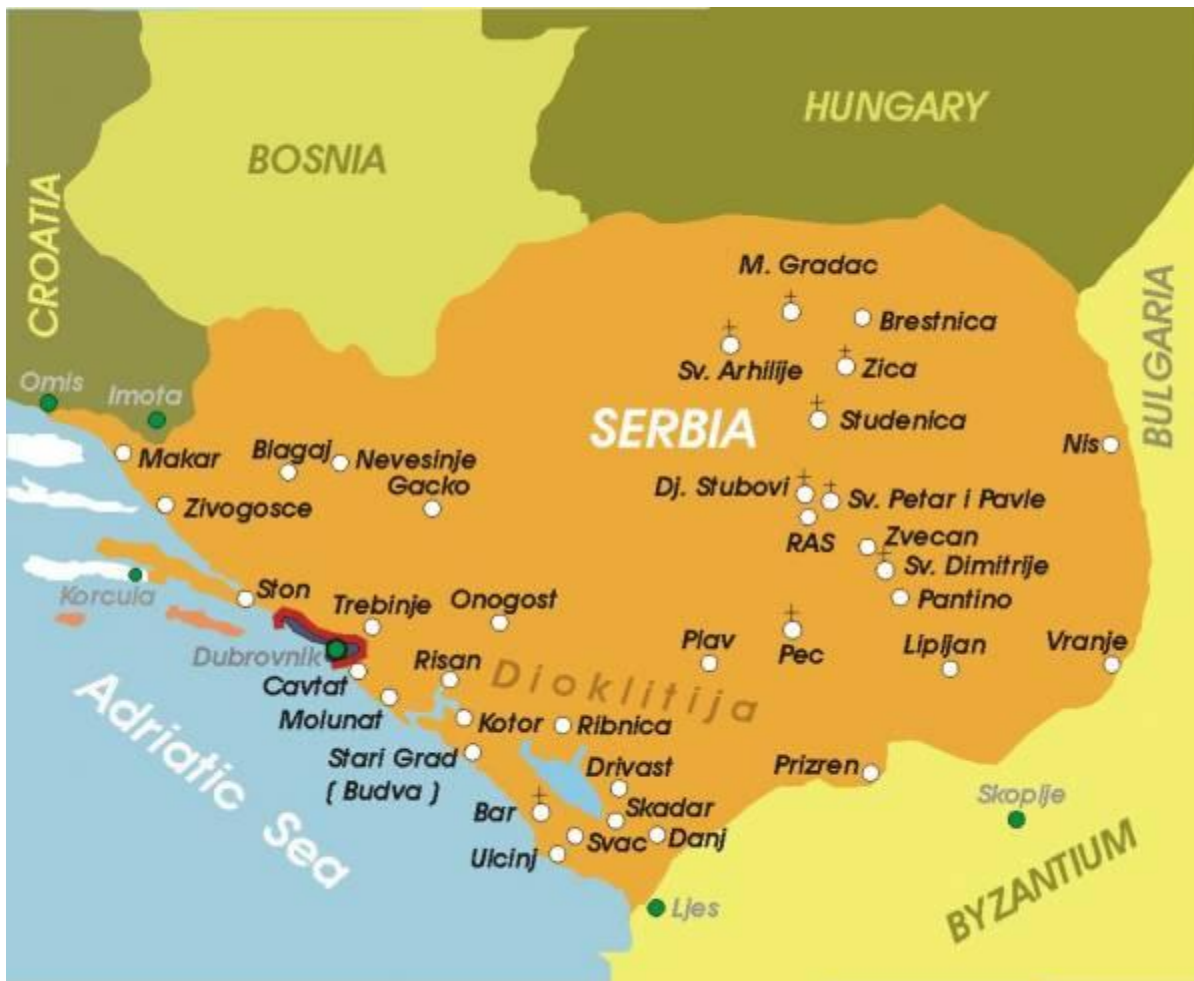 HUNGARY
BOSNIA
CROATIA
BULGARIA
M. Gradac
Brestnica
Sv. Arhilije
Zica
Omis
Imota
SERBIA
Studenica
Makar
Blagaj
Nevesinje
Nis
Gacko
Dj. Stubovi
Sv. Petar i Pavle
Zivogosce
RAS
Zvecan
Sv. Dimitrije
Korcula
Ston
Trebinje
Onogost
Pantino
Dubrovnik
Risan
Plav
Pec
Lipljan
Vranje
Cavtat
Dioklitija
Molunat
Kotor
Ribnica
Adriatic Sea
Stari Grad
( Budva )
Drivast
Prizren
Skoplje
Bar
Skadar
Svac
Danj
Ulcinj
Ljes
BYZANTIUM